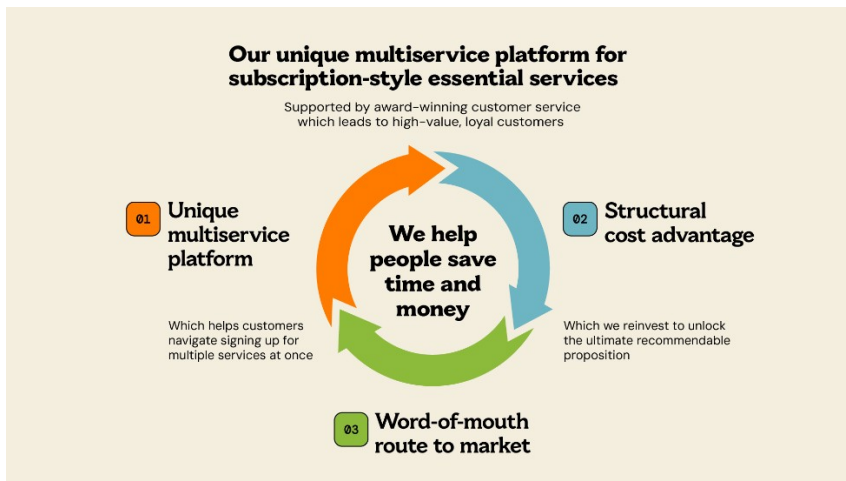 Our unique multiservice platform for
subscription-style essential services
Supported by award-winning customer service
which leads to high-value, loyal customers
01
Unique
multiservice
platform
02
Structural
cost advantage
We help
people save
time and
money
Which helps customers
navigate signing up for
multiple services at once
Which we reinvest to unlock
the ultimate recommendable
proposition
03
Word-of-mouth
route to market